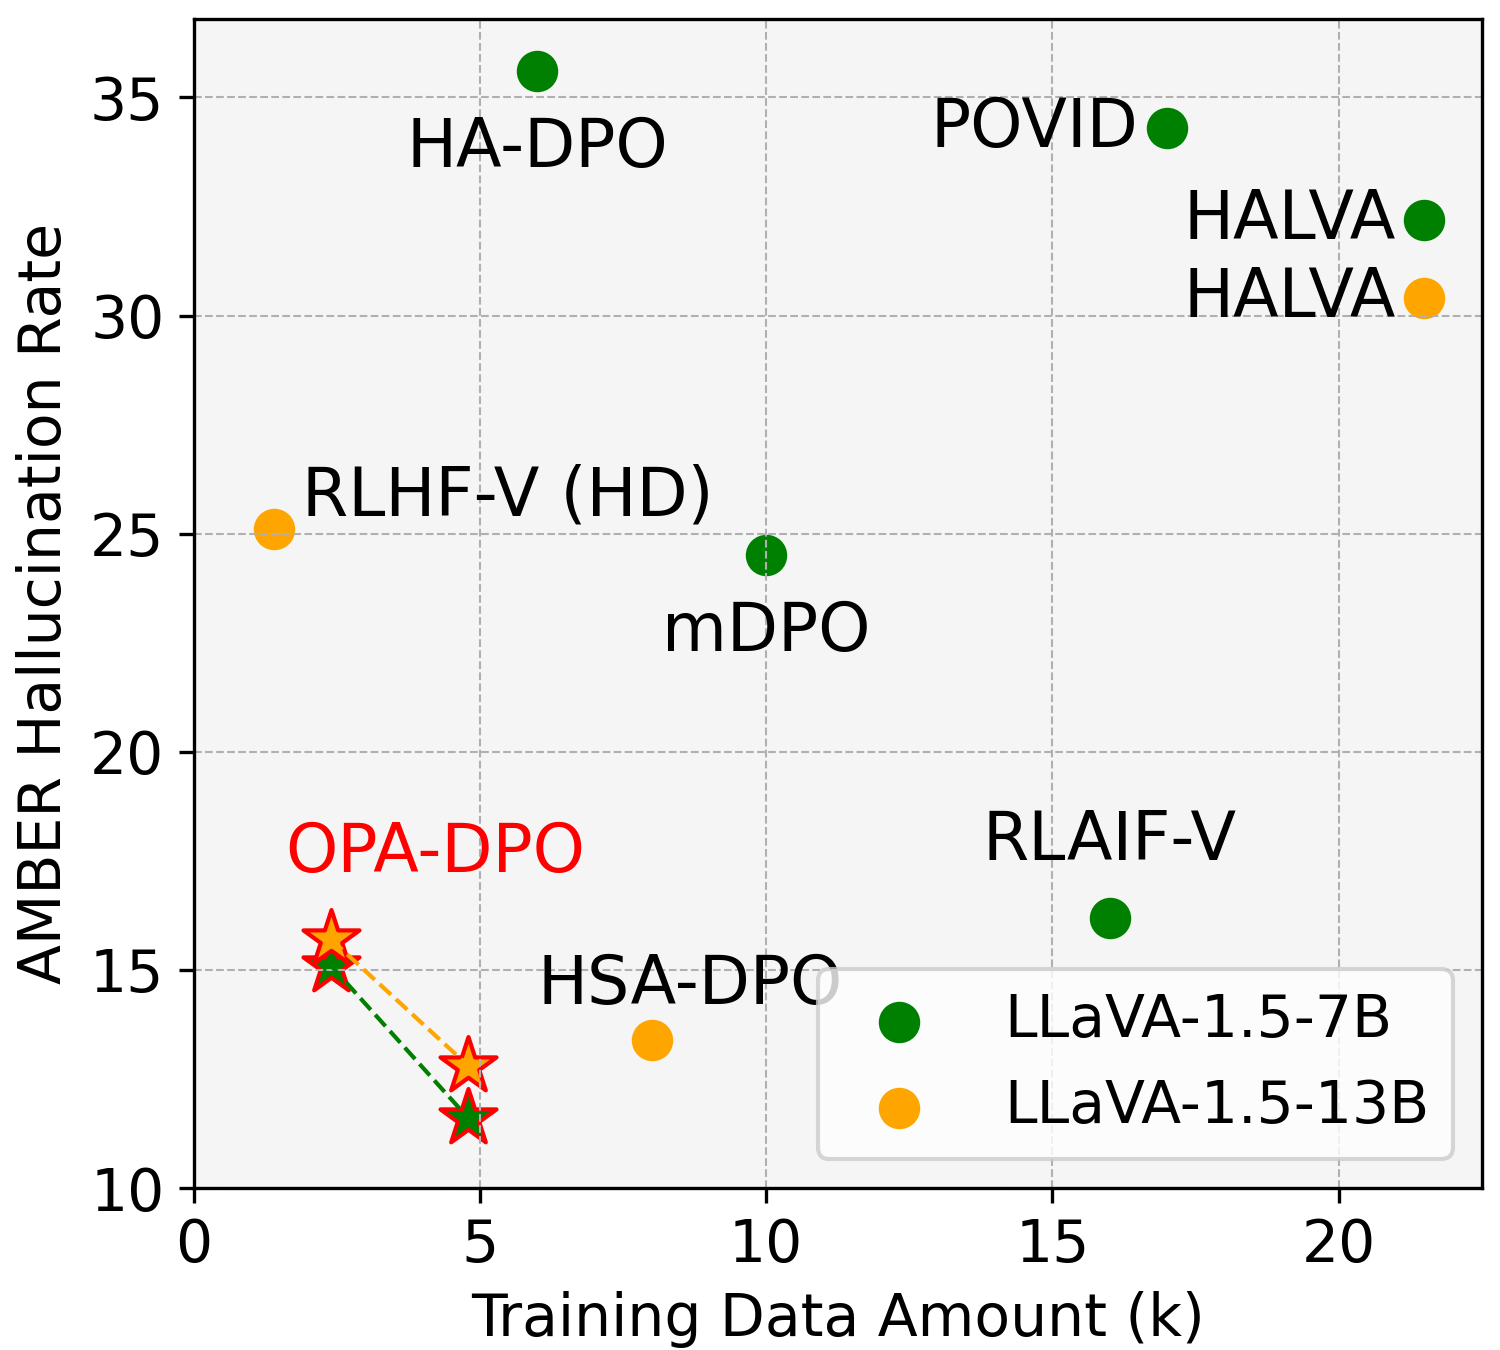 35
30
25
20
15
10
AMBER Hallucination Rate
HA-DPO
POVID
HALVA
HALVA
RLHF-V (HD)
mDPO
OPA-DPO
RLAIF-V
HSA-DPO
LLaVA-1.5-7B
LLaVA-1.5-13B
0
5
10
15
20
Training Data Amount (k)